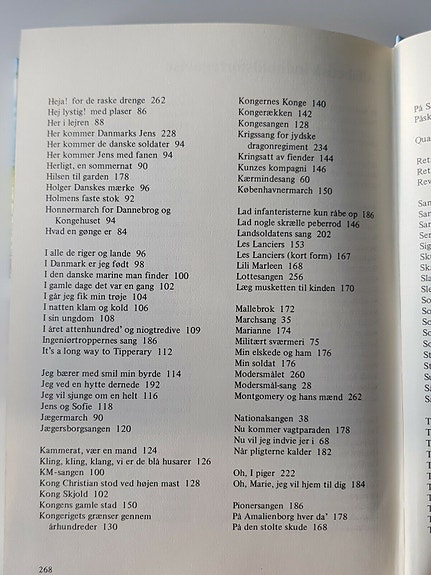 Heja! for de raske drenge 262
Hej lystig! med plaser 86
Her i lejren 88
Her kommer Danmarks Jens 228
Her kommer de danske soldater 94
Her kommer Jens med fanen 94
Herligt, en sommernat 90
Hilsen til garden 178
Holger Danskes mærke 96
Holmens faste stok 92
Honnørmarch for Dannebrog og
Kongehuset 94
Hvad en gønge er 84
I alle de riger og lande 96
I Danmark er jeg født 98
I den danske marine man finder 100
I gamle dage det var en gang 102
I går jeg fik min trøje 104
I natten klam og kold 106
I sin ungdom 108
I året attenhundred' og niogtredive 109
Ingeniørtroppernes sang 186
It's a long way to Tipperary 112
Jeg bærer med smil min byrde 114
Jeg ved en hytte dernede 192
Jeg vil sjunge om en helt 116
Jens og Sofie 118
Jægermarch 90
Jægersborgsangen 120
Kammerat, vær en mand 124
Kling, kling, klang, vi er de blå husarer 126
KM-sangen 100
Kong Christian stod ved højen mast 128
Kong Skjold 102
Kongens gamle stad 150
Kongerigets grænser gennem
århundreder 130
268
Kongernes Konge 140
Kongerækken 142
Kongesangen 128
Krigssang for jydske
dragonregiment 234
Kringsatt av fiender 144
Kunzes kompagni 146
Kærmindesang 60
Københavnermarch 150
Lad infanteristerne kun råbe op 186
Lad nogle skrælle peberrod 146
Landsoldatens sang 202
Les Lanciers 153
Les Lanciers (kort form) 167
Lili Marleen 168
Lottesangen 256
Læg musketten til kinden 170
Mallebrok 172
Marchsang 35
Marianne 174
Militært sværmeri 75
Min elskede og ham 176
Min soldat 176
Modersmålet 260
Modersmål-sang 28
Montgomery og hans mænd 262
Nationalsangen 38
Nu kommer vagtparaden 178
Nu vil jeg indvie jer i 68
Når pligterne kalder 182
Oh, I piger 222
Oh, Marie, jeg vil hjem til dig 184
Pionersangen 186
På Amalienborg hver da' 178
På den stolte skude 168